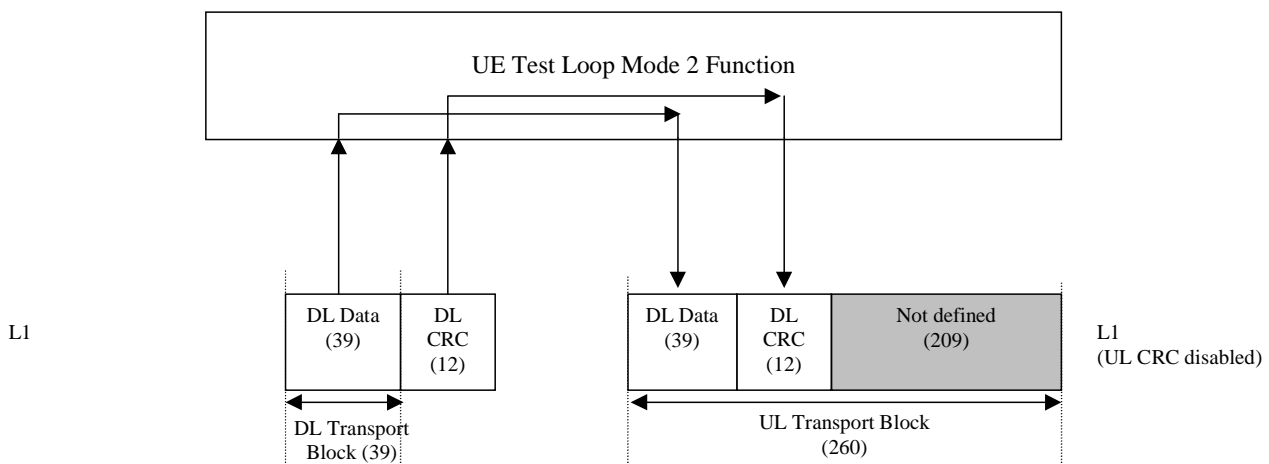 UE Test Loop Mode 2 Function
L1
DL Data
(39)
DL
CRC
(12)
DL Data
(39)
DL
CRC
(12)
Not defined
(209)
L1
(UL CRC disabled)
DL Transport
Block (39)
UL Transport Block
(260)